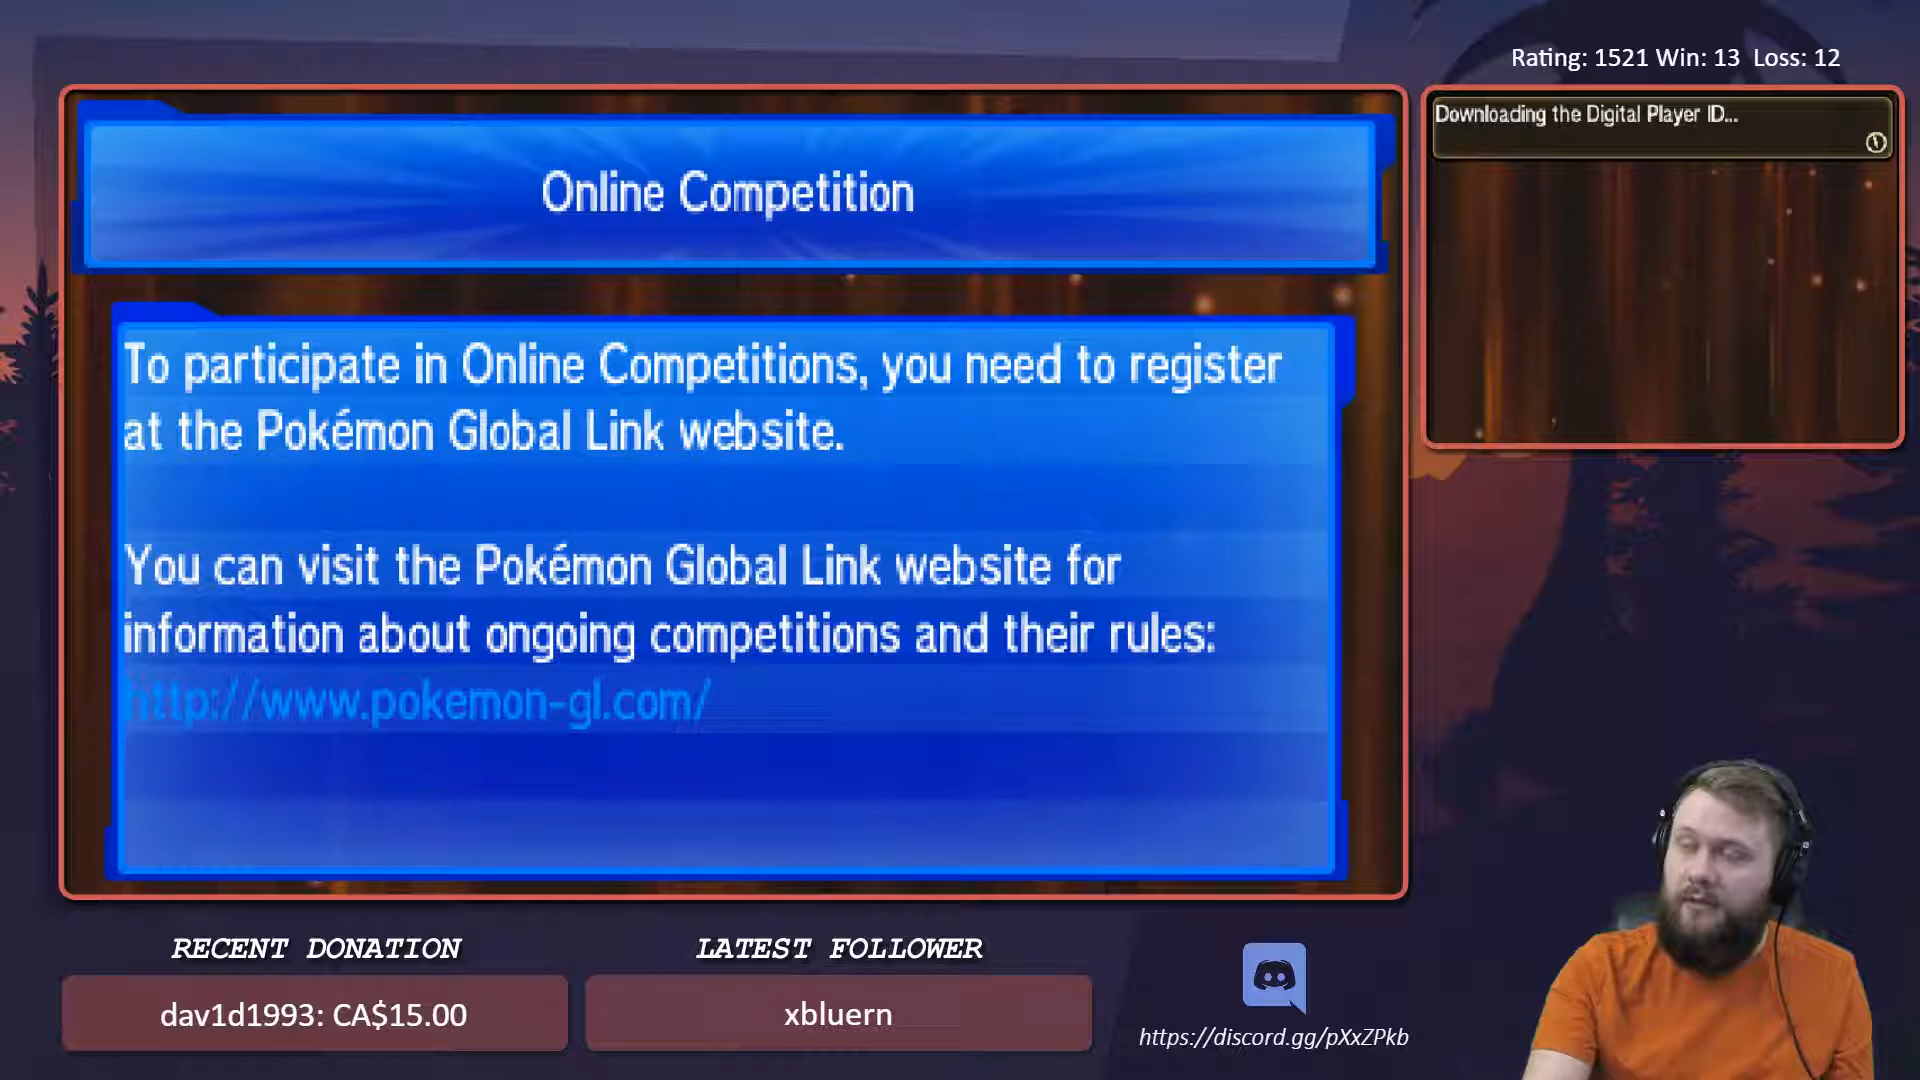 Rating: 1521 Win: 13 Loss: 12
Online Competition
Downloading the Digital Player ID...
To participate in Online Competitions, you need to register
at the Pokémon Global Link website.
You can visit the Pokémon Global Link website for
information about ongoing competitions and their rules:
http://www.pokemon-gl.com/
RECENT DONATION
dav1d1993: CA$15.00
LATEST FOLLOWER
xbluern
https://discord.gg/pXxZPkb